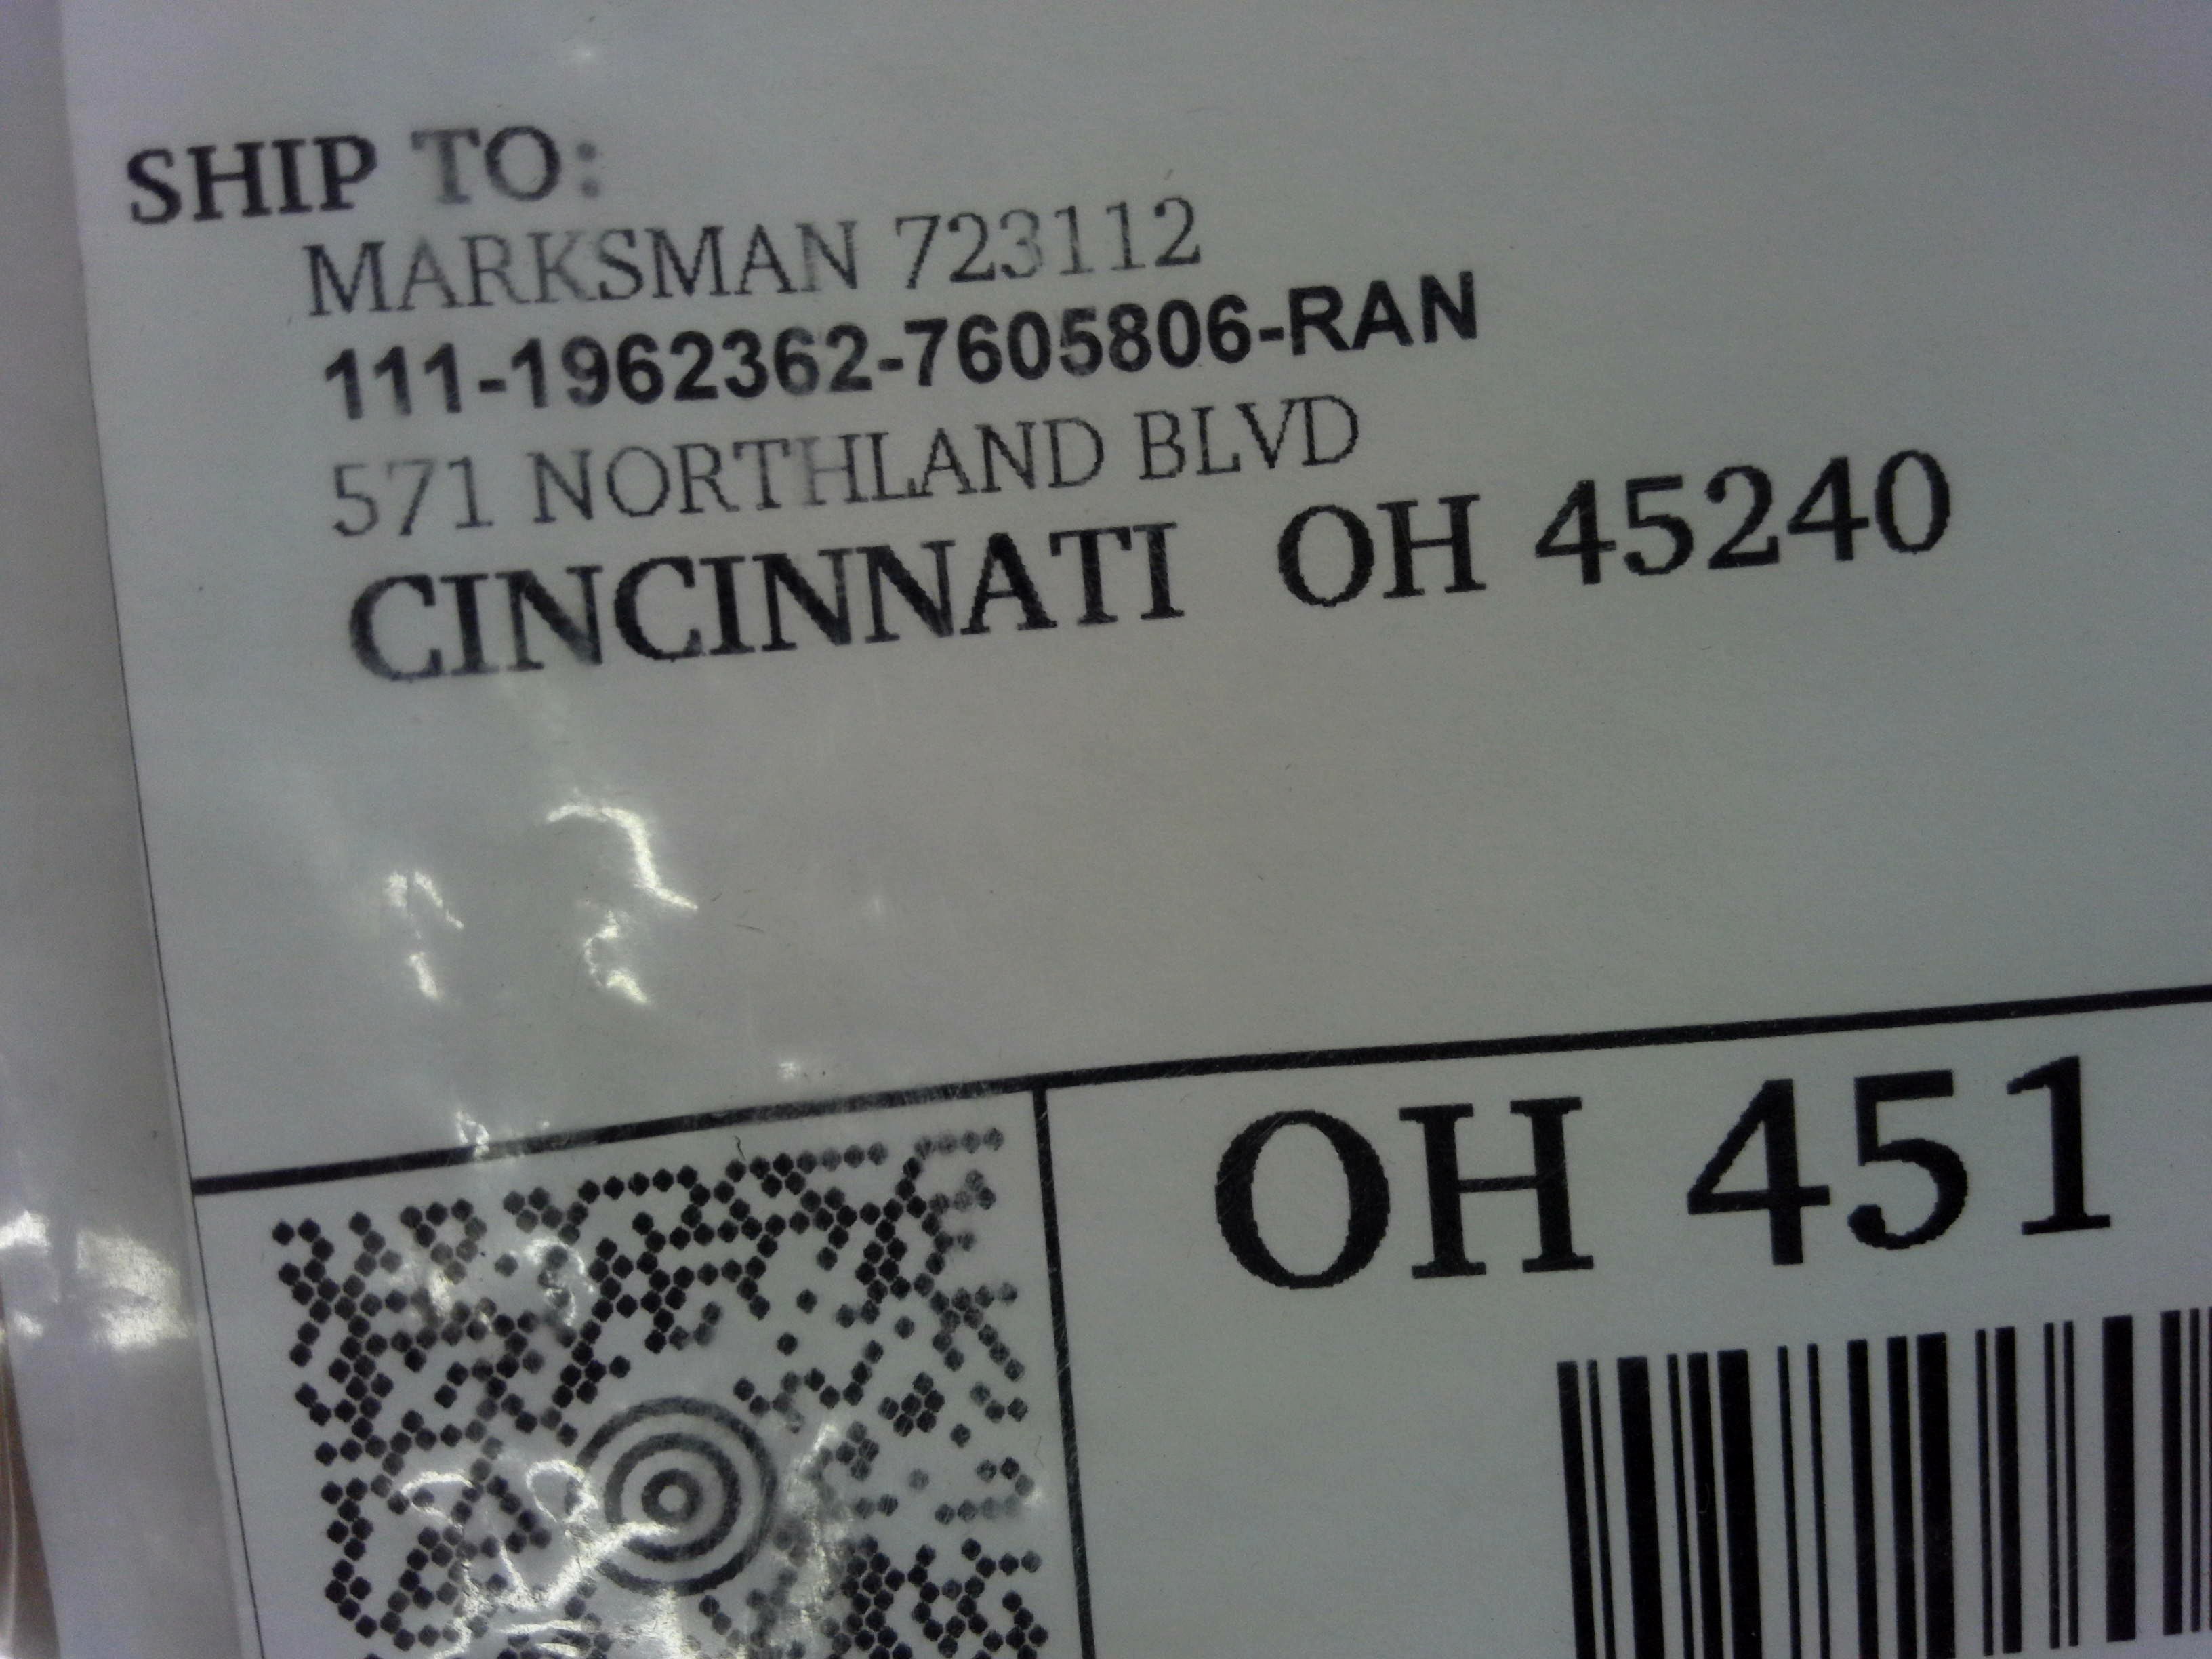 SHIP TO:
MARKSMAN 723112
111-1962362-7605806-RAN
571 NORTHLAND BLVD
CINCINNATI OH 45240
OH 451